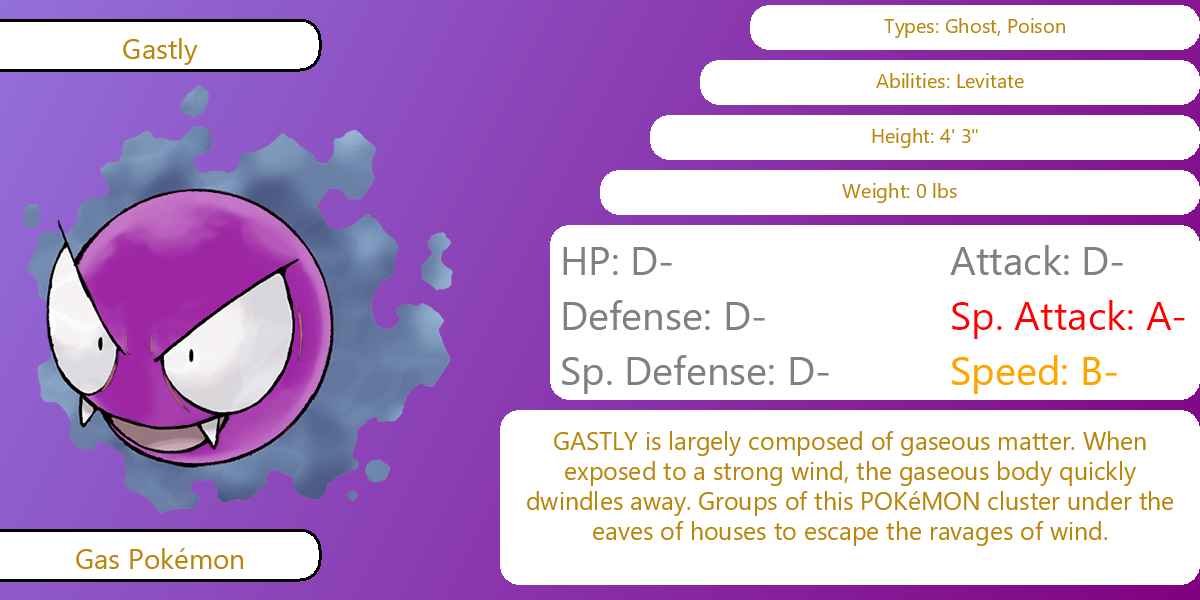 Gastly
Types: Ghost, Poison
Abilities: Levitate
Height: 4' 3"
Weight: 0 lbs
HP: D-
Attack: D-
Defense: D-
Sp. Attack: A-
Sp. Defense: D-
Speed: B-
GASTLY is largely composed of gaseous matter. When
exposed to a strong wind, the gaseous body quickly
dwindles away. Groups of this POKéMON cluster under the
eaves of houses to escape the ravages of wind.
Gas Pokémon